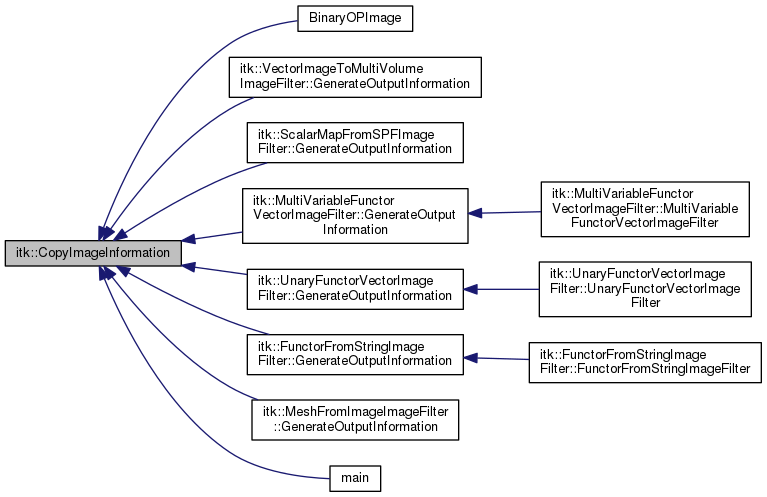 BinaryOPImage
itk::VectorImageToMultiVolume
ImageFilter::GenerateOutputInformation
itk::ScalarMapFromSPFImage
Filter::GenerateOutputInformation
itk::MultiVariableFunctor
VectorImageFilter::GenerateOutput
Information
itk::MultiVariableFunctor
VectorImageFilter::MultiVariable
FunctorVectorImageFilter
itk::CopyImageInformation
itk::UnaryFunctorVectorImage
Filter::GenerateOutputInformation
itk::UnaryFunctorVectorImage
Filter::UnaryFunctorVectorImage
Filter
itk::FunctorFromStringImage
Filter::GenerateOutputInformation
itk::FunctorFromStringImage
Filter::FunctorFromStringImageFilter
itk::MeshFromImageImageFilter
::GenerateOutputInformation
main